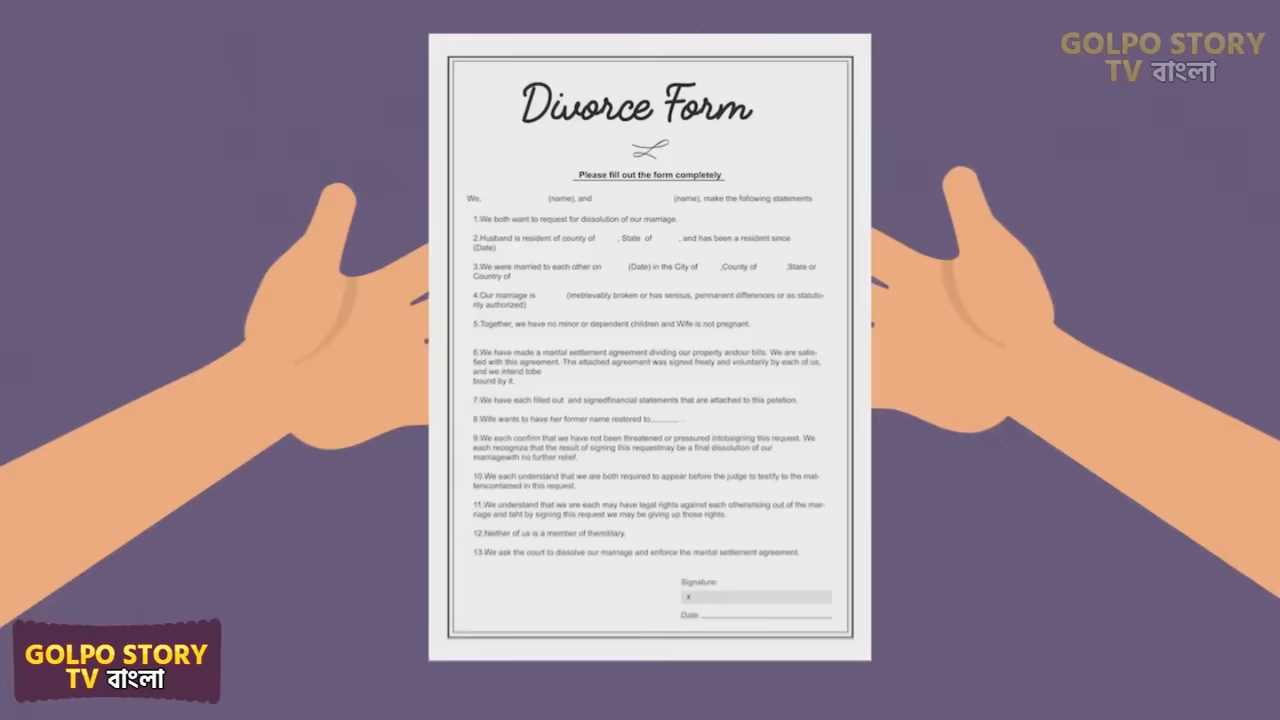 GOLPO STORY
TV বাংলা
Divorce Form
Please fill out the form completely
We, (name), and (name), make the following statements
1.We both want to request for dissolution of our marriage.
2.Husband is resident of county of , State of , and has been a resident since
(Date)
3.We were married to each other on (Date) in the City of ,County of ,State or
Country of
4.Our marriage is (irretrievably broken or has serious, permanent differences or as statuto-
rily authorized)
5.Together, we have no minor or dependent children and Wife is not pregnant.
6.We have made a marital settlement agreement dividing our property andour bills. We are satis-
fied with this agreement. The attached agreement was signed freely and voluntarily by each of us,
and we intend tobe
bound by it.
7.We have each filled out and signedfinancial statements that are attached to this petetion.
8.Wife wants to have her former name restored to........... .
9.We each confirm that we have not been threatened or pressured intobsigning this request. We
each recogniza that the result of signing this requestmay be a final dissolution of our
marriagewith no further relief.
10.We each understand that we are both required to appear before the judge to testify to the mat-
terscontained in this request.
11.We understand that we are each may have legal rights against each otherwrising out of the mar-
riage and taht by signing this request we may be giving up those rights.
12.Neither of us is a member of themilitary.
13.We ask the court to dissolve our marriage and enforce the marital settlement agreement.
Signature:
x
Date:
GOLPO STORY
TV বাংলা